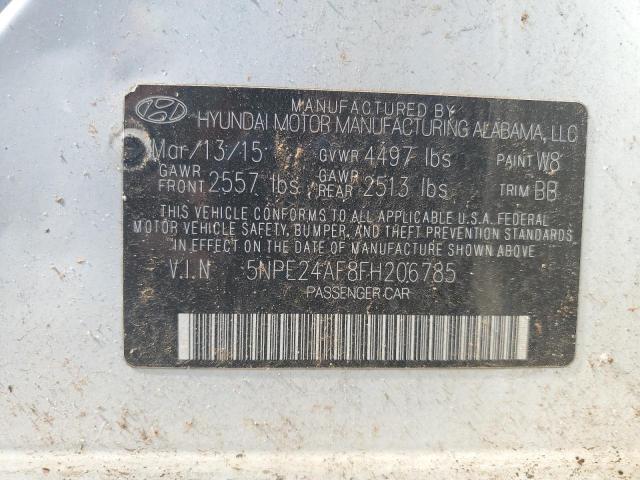 MANUFACTURED BY
HYUNDAI MOTOR MANUFACTURING ALABAMA, LLC
Mar/13/15 GVWR 4497 lbs PAINT W8
GAWR FRONT 2557 lbs GAWR REAR 2513 lbs TRIM BB
THIS VEHICLE CONFORMS TO ALL APPLICABLE U.S.A. FEDERAL
MOTOR VEHICLE SAFETY, BUMPER, AND THEFT PREVENTION STANDARDS
IN EFFECT ON THE DATE OF MANUFACTURE SHOWN ABOVE.
V.I.N 5NPE24AF8FH206785
PASSENGER CAR